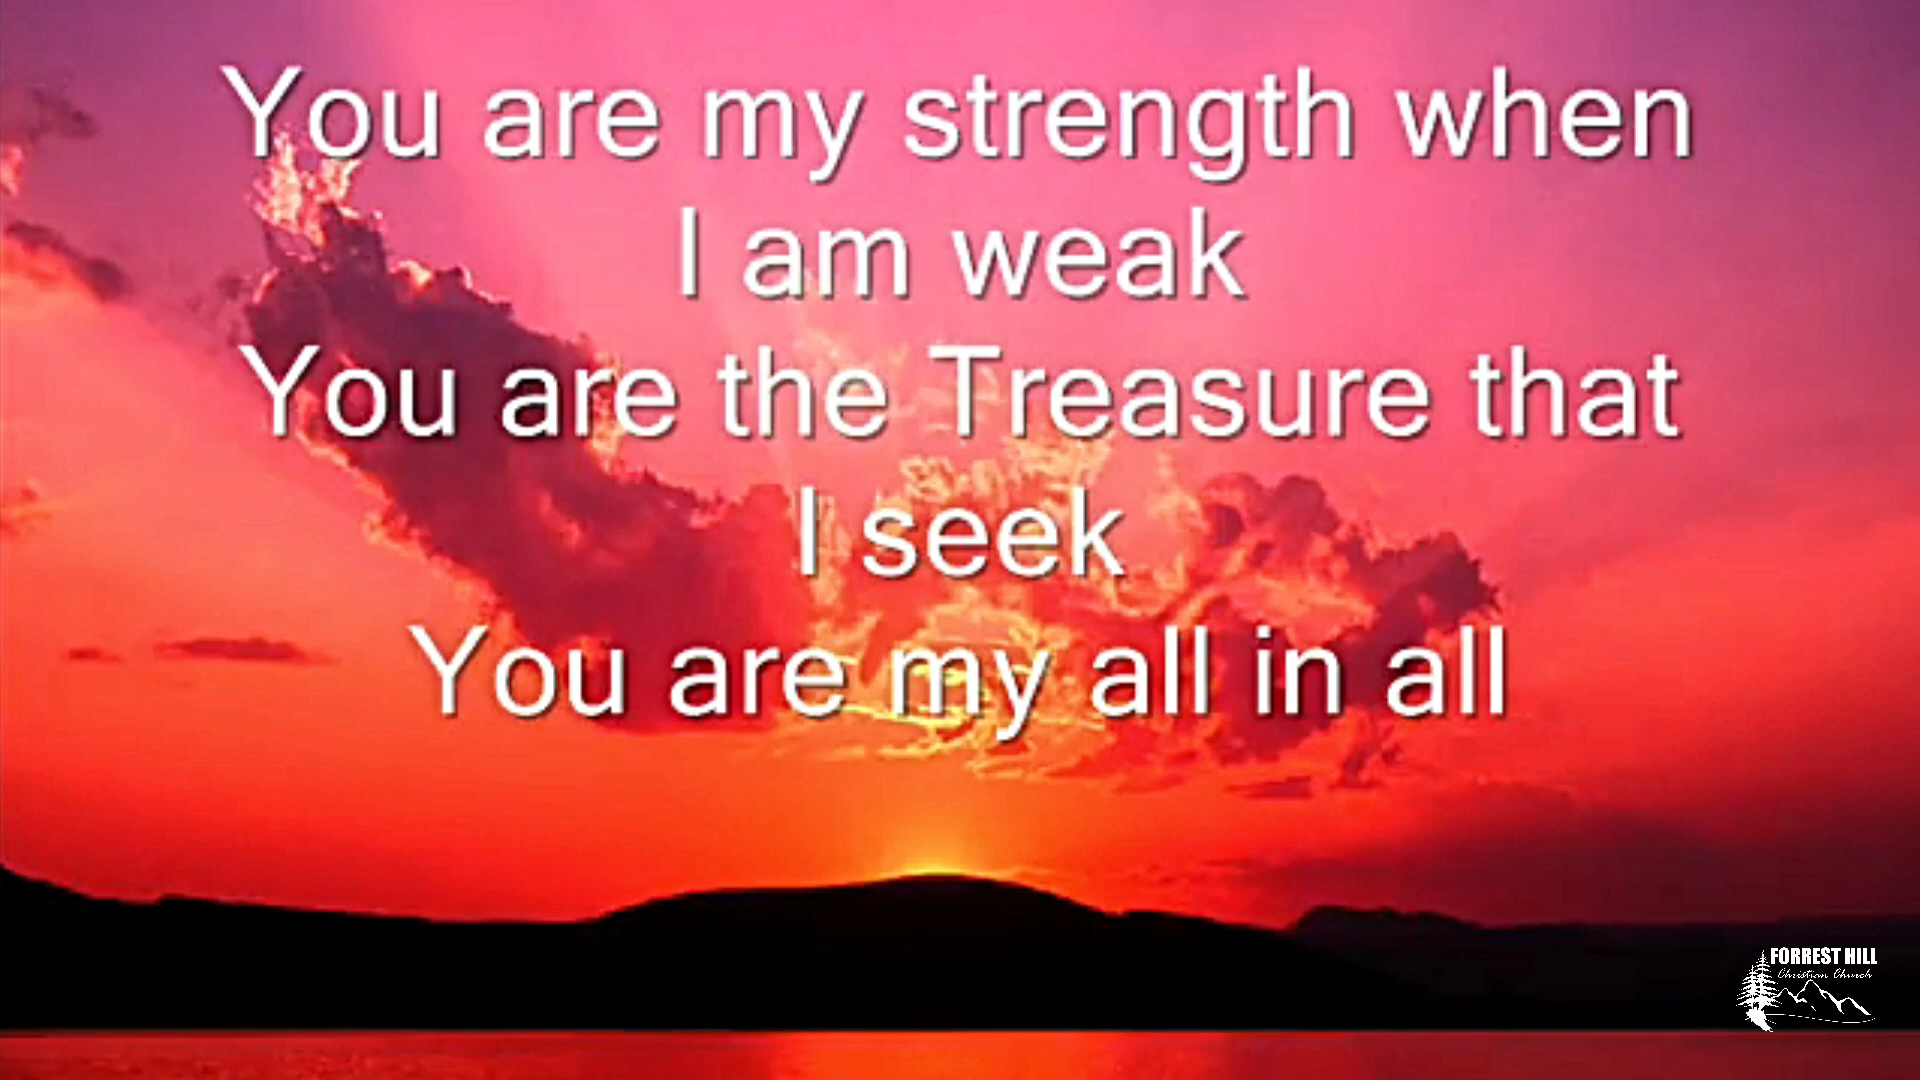 You are my strength when
I am weak
You are the Treasure that
I seek
You are my all in all
FORREST HILL
Christian Church